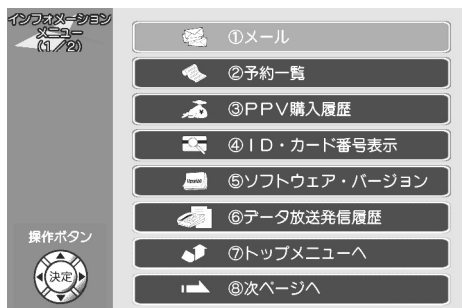 インフォメーション
メニュー
(1／2)
①メール
②予約一覧
③PPV購入履歴
④ID・カード番号表示
⑤ソフトウェア・バージョン
⑥データ放送発信履歴
⑦トップメニューへ
⑧次ページへ
操作ボタン
決定